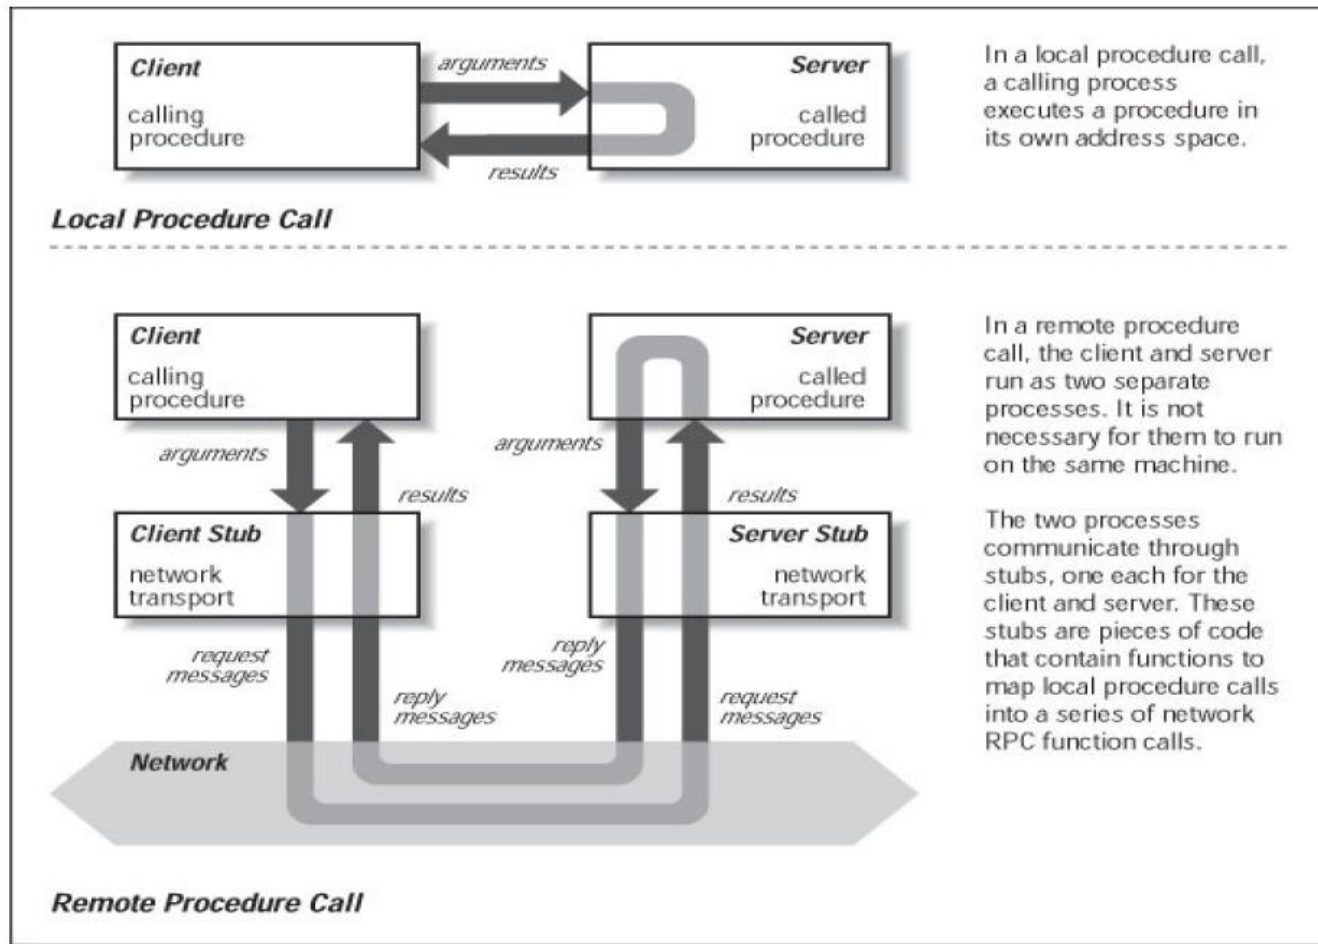 Client
calling
procedure
arguments
results
Server
called
procedure
In a local procedure call,
a calling process
executes a procedure in
its own address space.
Local Procedure Call
Client
calling
procedure
Server
called
procedure
arguments
results
arguments
results
Client Stub
network
transport
Server Stub
network
transport
request
messages
reply
messages
reply
messages
request
messages
Network
In a remote procedure
call, the client and server
run as two separate
processes. It is not
necessary for them to run
on the same machine.
The two processes
communicate through
stubs, one each for the
client and server. These
stubs are pieces of code
that contain functions to
map local procedure calls
into a series of network
RPC function calls.
Remote Procedure Call